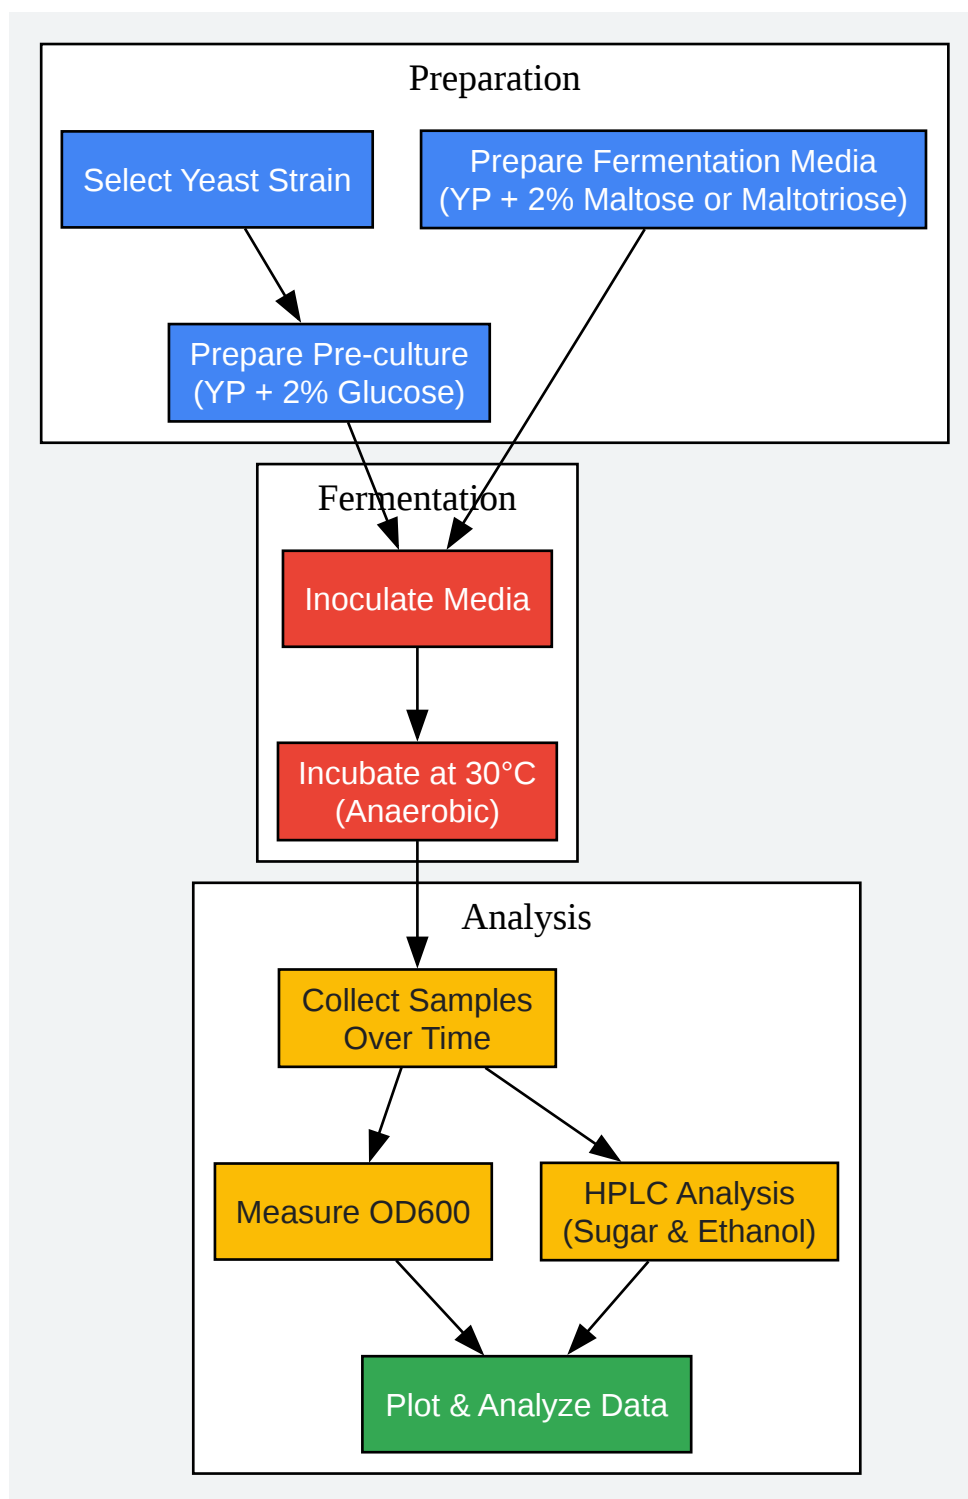 Preparation
Select Yeast Strain
Prepare Fermentation Media
(YP + 2% Maltose or Maltotriose)
Prepare Pre-culture
(YP + 2% Glucose)
Fermentation
Inoculate Media
Incubate at 30°C
(Anaerobic)
Analysis
Collect Samples
Over Time
Measure OD600
HPLC Analysis
(Sugar & Ethanol)
Plot & Analyze Data